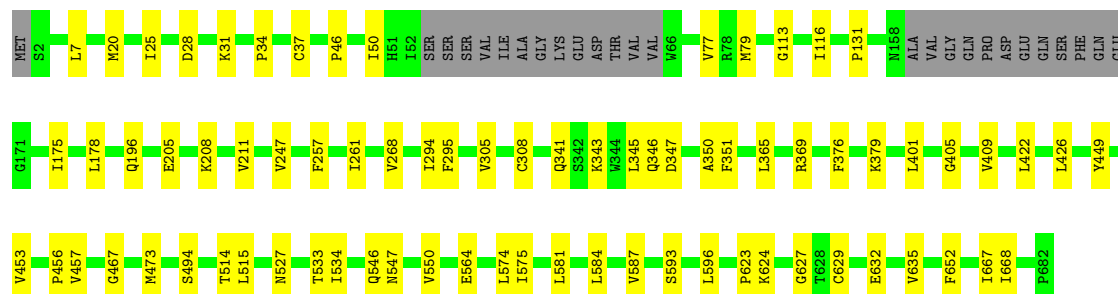 MET S2 L7 M20 I25 D28 K31 P34 C37 P46 I50 H51 I52 SER SER SER VAL ILE ALA GLY LYS GLU ASP THR VAL VAL W66 V77 R78 M79 G113 I116 P131 N158 ALA VAL GLY GLN PRO ASP GLU GLN SER PHE GLN
G171 I175 L178 Q196 E205 K208 V211 V247 F257 I261 V268 I294 F295 V305 C308 Q341 S342 K343 W344 L345 Q346 D347 A350 F351 L365 R369 F376 K379 L401 G405 V409 L422 L426 Y449
V453 P456 V457 G467 M473 S494 T514 L515 N527 T533 I534 Q546 N547 V550 E564 L574 I575 L581 L584 V587 S593 L596 P623 K624 G627 T628 C629 E632 V635 F652 I667 I668 P682